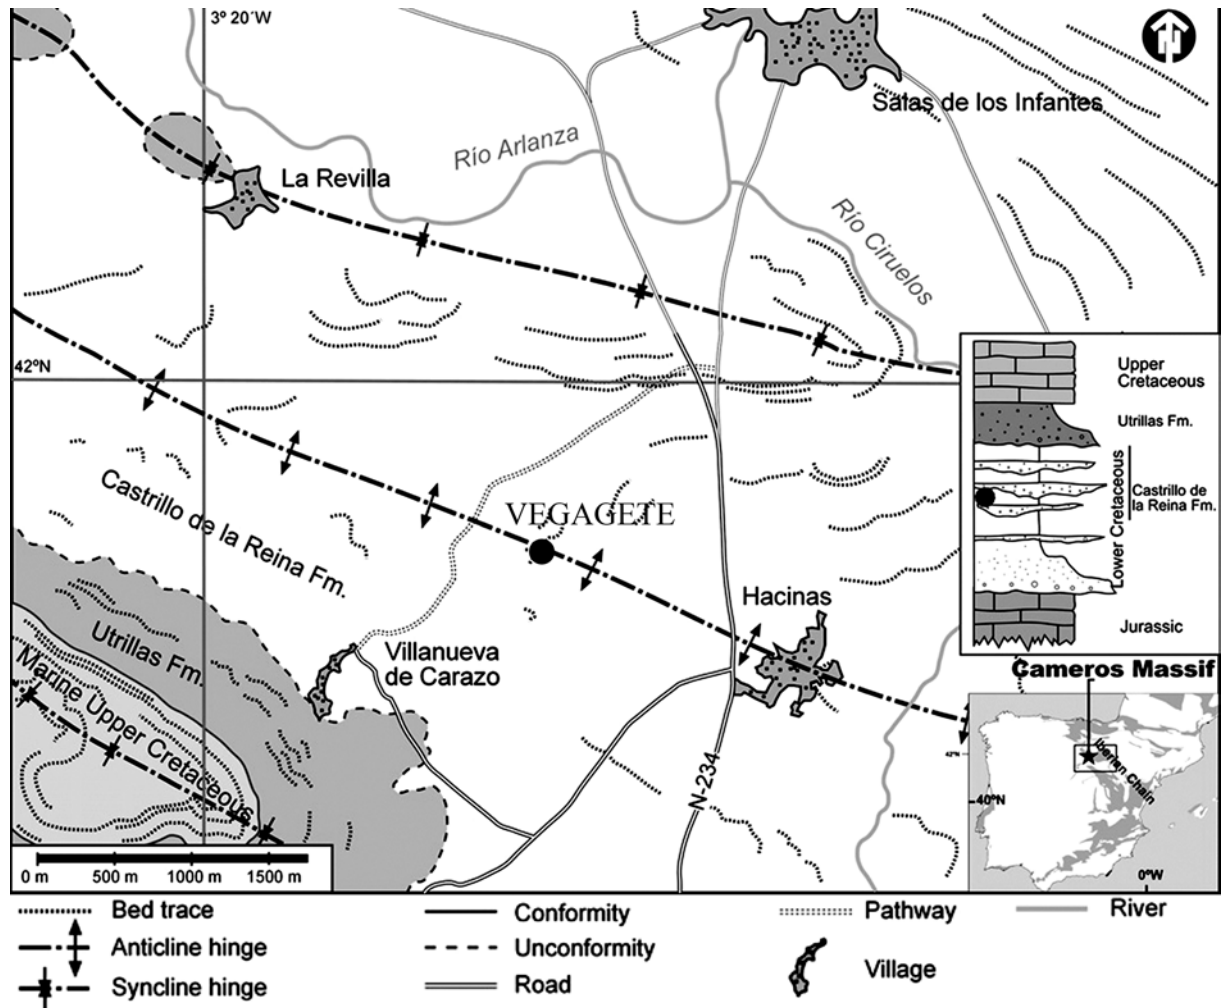 3º 20´W
N
Salas de los Infantes
Río Arlanza
La Revilla
Río Ciruelos
42ºN
Upper
Cretaceous
Utrillas Fm.
Lower Cretaceous
Castrillo de
la Reina Fm.
Jurassic
Castrillo de la Reina Fm.
VEGAGETE
Hacinas
Utrillas Fm.
Villanueva
de Carazo
Marine Upper Cretaceous
N-234
Cameros Massif
42ºN
Iberian Chain
40ºN
0ºW
0 m 500 m 1000 m 1500 m
Bed trace
Anticline hinge
Syncline hinge
Conformity
Unconformity
Road
Pathway
Village
River